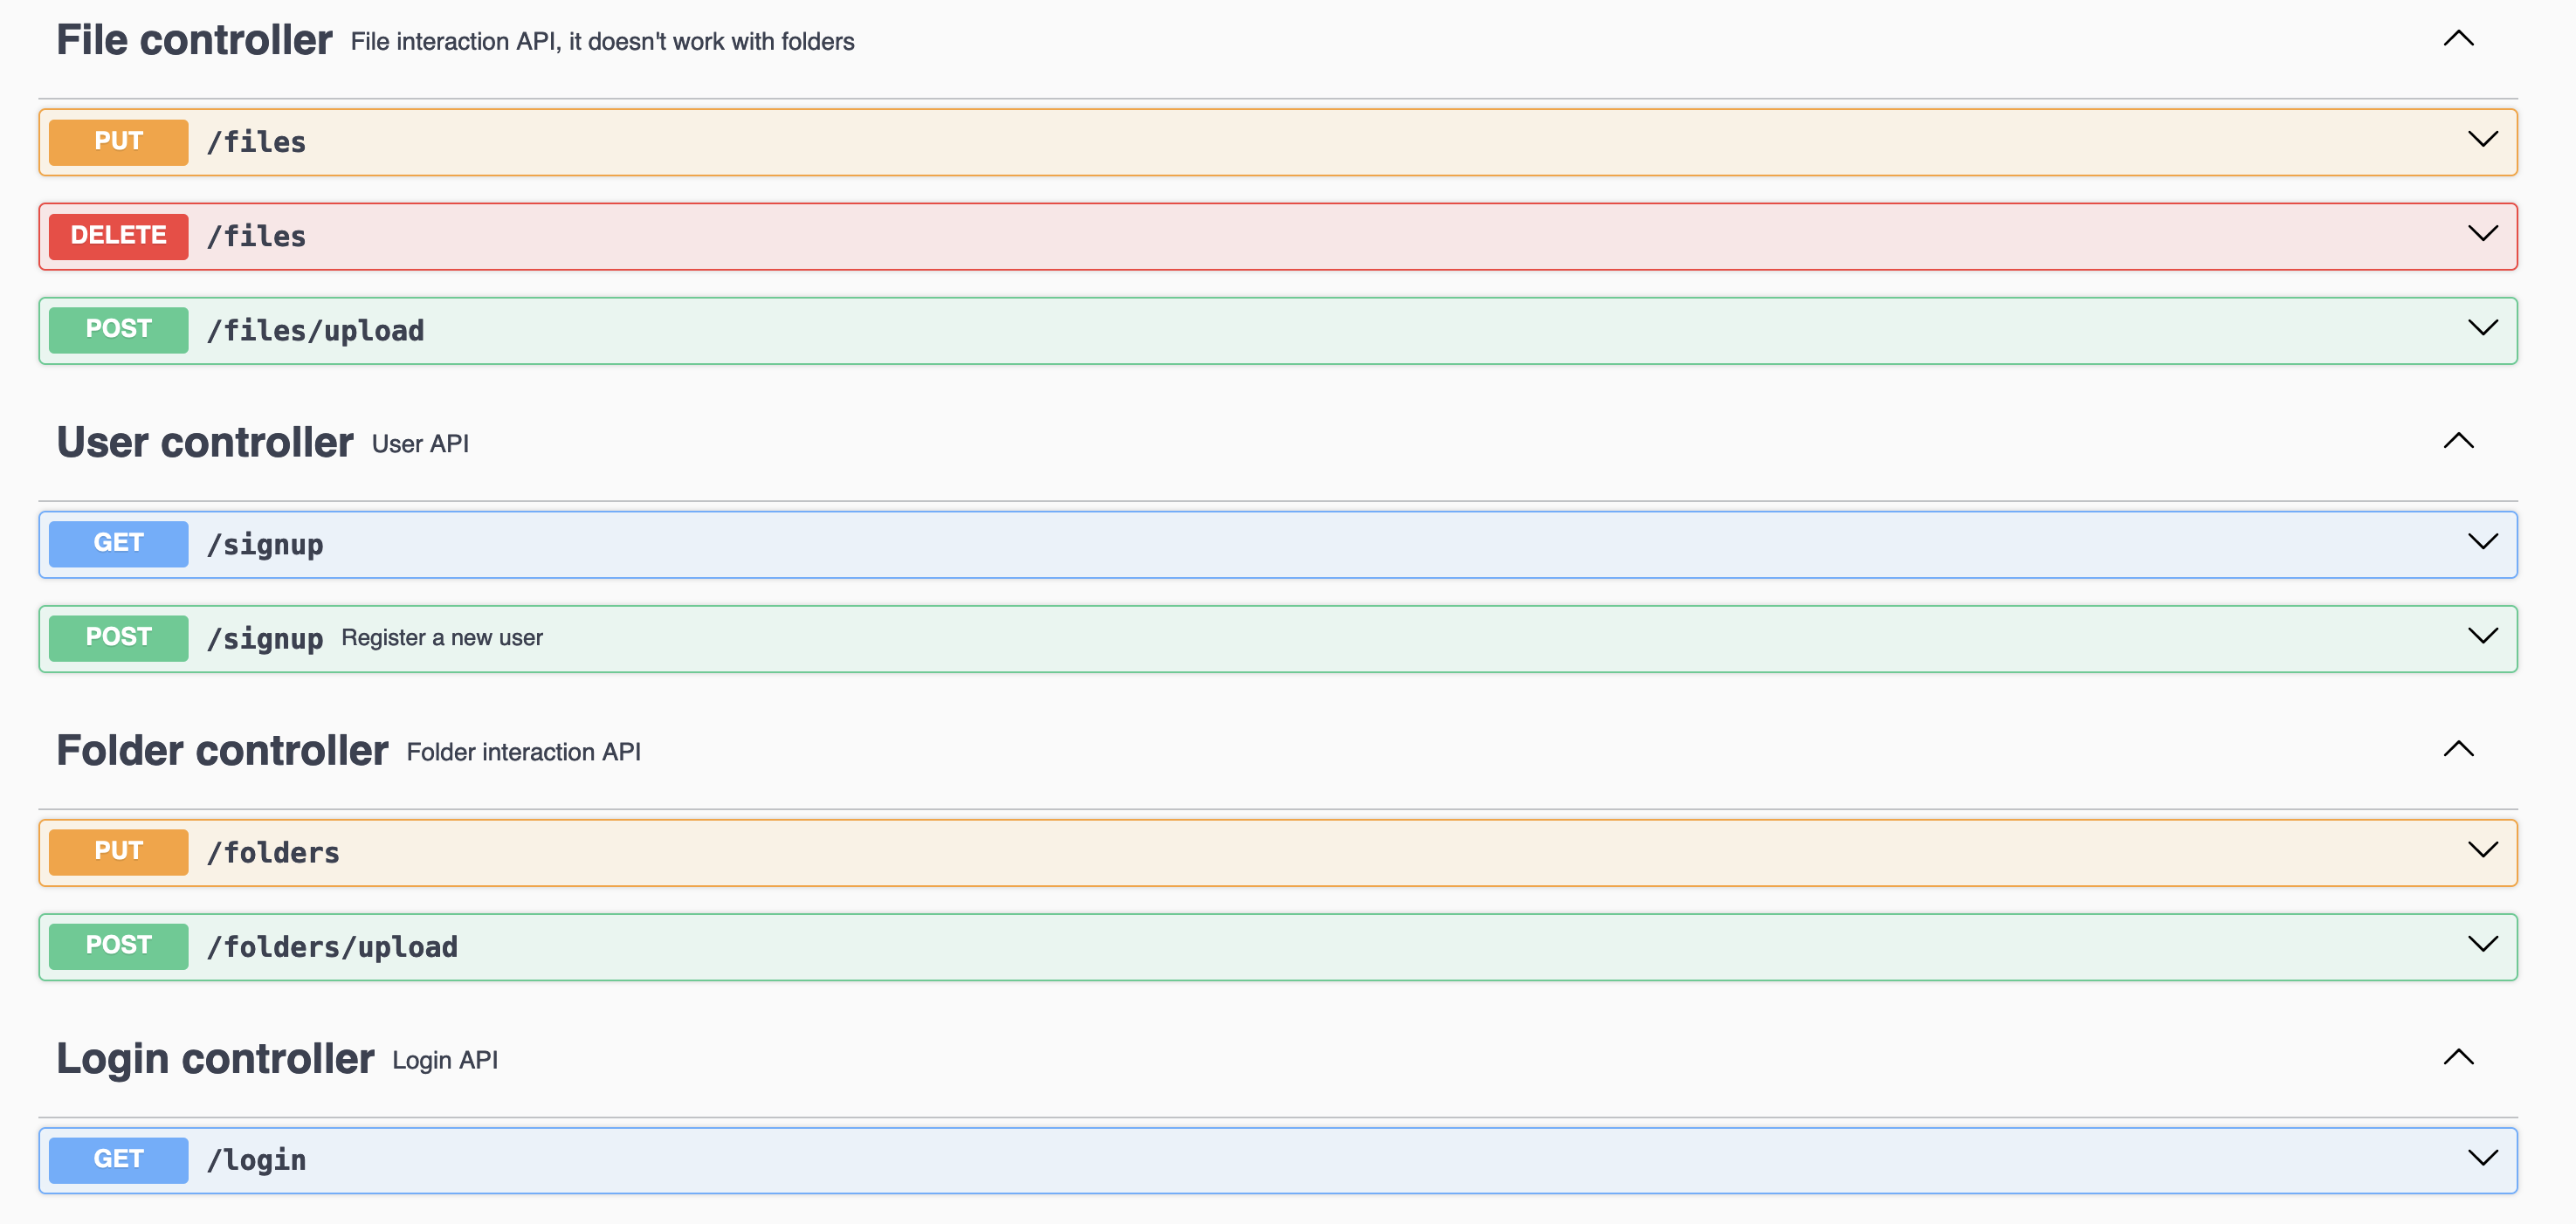 File controller File interaction API, it doesn't work with folders
PUT /files
DELETE /files
POST /files/upload
User controller User API
GET /signup
POST /signup Register a new user
Folder controller Folder interaction API
PUT /folders
POST /folders/upload
Login controller Login API
GET /login